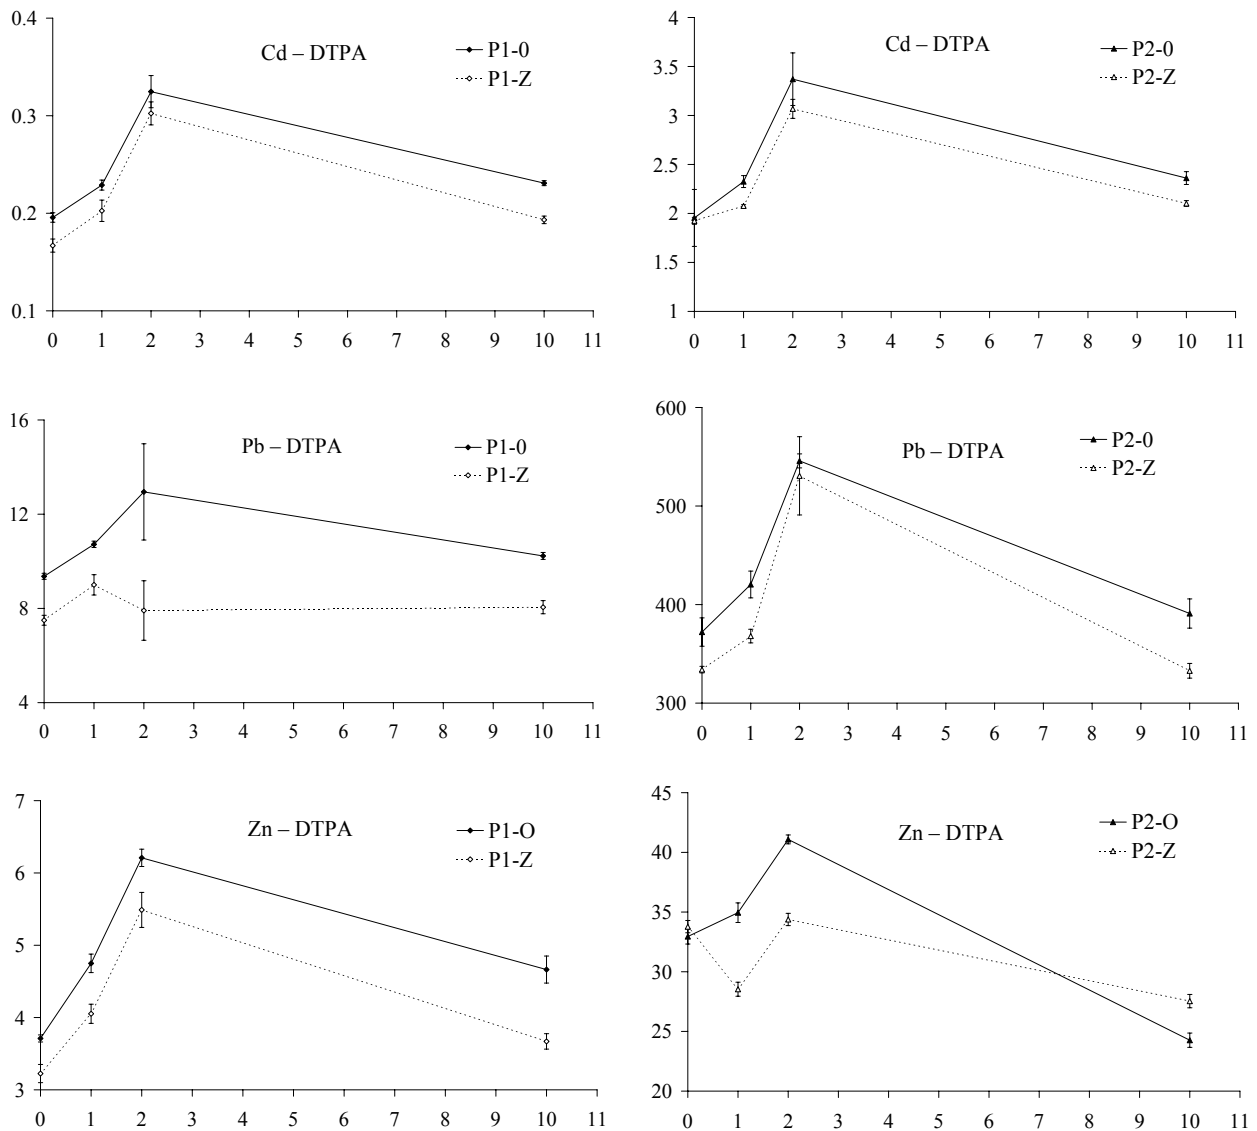 0.4
Cd – DTPA
P1-0
P1-Z
0.3
0.2
0.1
0 1 2 3 4 5 6 7 8 9 10 11
4
Cd – DTPA
P2-0
P2-Z
3.5
3
2.5
2
1.5
1
0 1 2 3 4 5 6 7 8 9 10 11
16
Pb – DTPA
P1-0
P1-Z
12
8
4
0 1 2 3 4 5 6 7 8 9 10 11
600
Pb – DTPA
P2-0
P2-Z
500
400
300
0 1 2 3 4 5 6 7 8 9 10 11
7
Zn – DTPA
P1-O
P1-Z
6
5
4
3
0 1 2 3 4 5 6 7 8 9 10 11
45
Zn – DTPA
P2-O
P2-Z
40
35
30
25
20
0 1 2 3 4 5 6 7 8 9 10 11